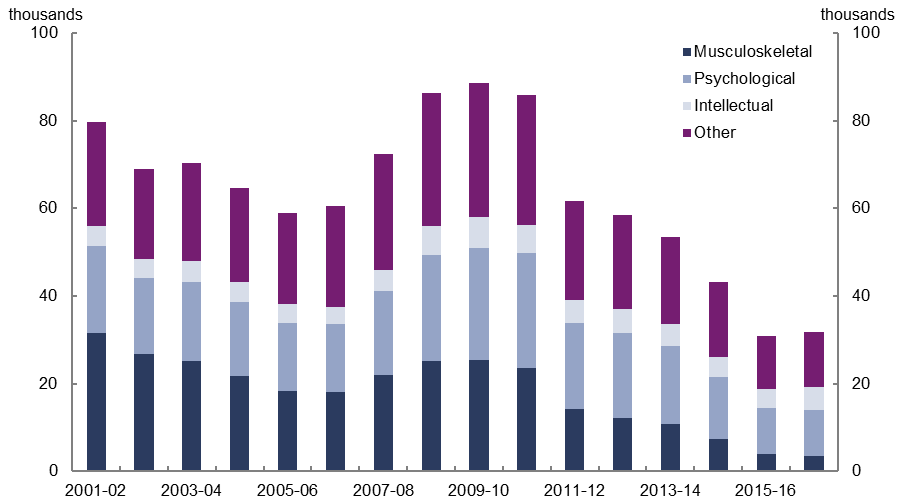 thousands thousands
100 100
Musculoskeletal
Psychological
Intellectual
Other
80 80
60 60
40 40
20 20
0 0
2001-02 2003-04 2005-06 2007-08 2009-10 2011-12 2013-14 2015-16